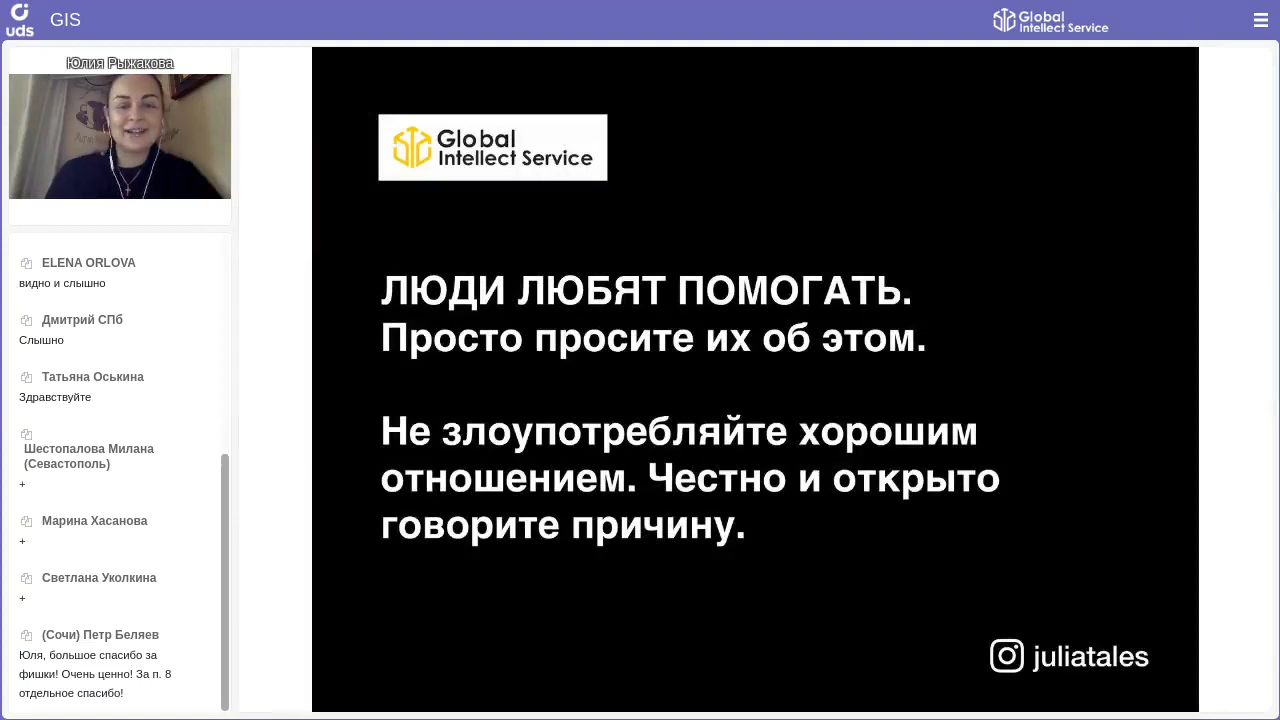 uds
GIS
Global
Intellect Service
Юлия Рыжакова
ELENA ORLOVA
видно и слышно
Дмитрий СПб
Слышно
Татьяна Оськина
Здравствуйте
Шестопалова Милана
(Севастополь)
+
Марина Хасанова
+
Светлана Уколкина
+
(Сочи) Петр Беляев
Юля, большое спасибо за
фишки! Очень ценно! За п. 8
отдельное спасибо!
Global
Intellect Service
ЛЮДИ ЛЮБЯТ ПОМОГАТЬ.
Просто просите их об этом.
Не злоупотребляйте хорошим
отношением. Честно и открыто
говорите причину.
juliatales